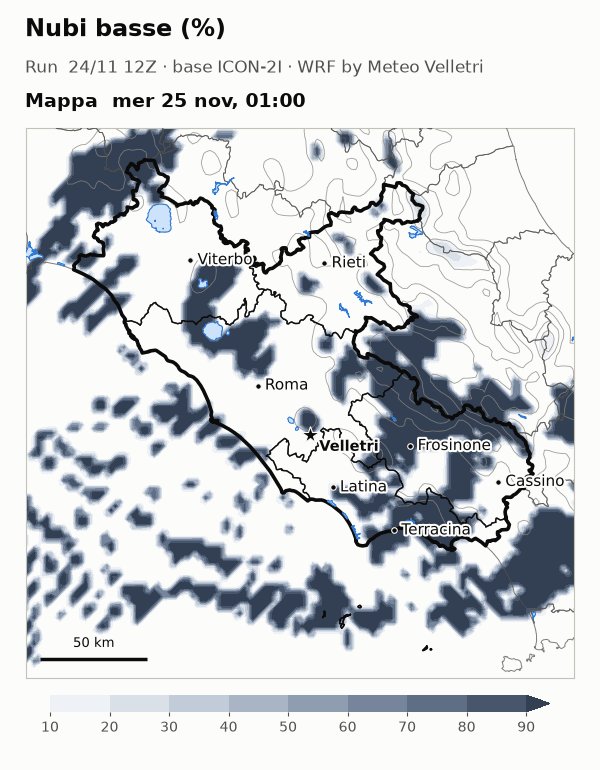 Nubi basse (%)
Run 24/11 12Z · base ICON-2I · WRF by Meteo Velletri
Mappa mer 25 nov, 01:00
Viterbo
Rieti
Roma
Velletri
Frosinone
Cassino
Latina
Terracina
50 km
10 20 30 40 50 60 70 80 90